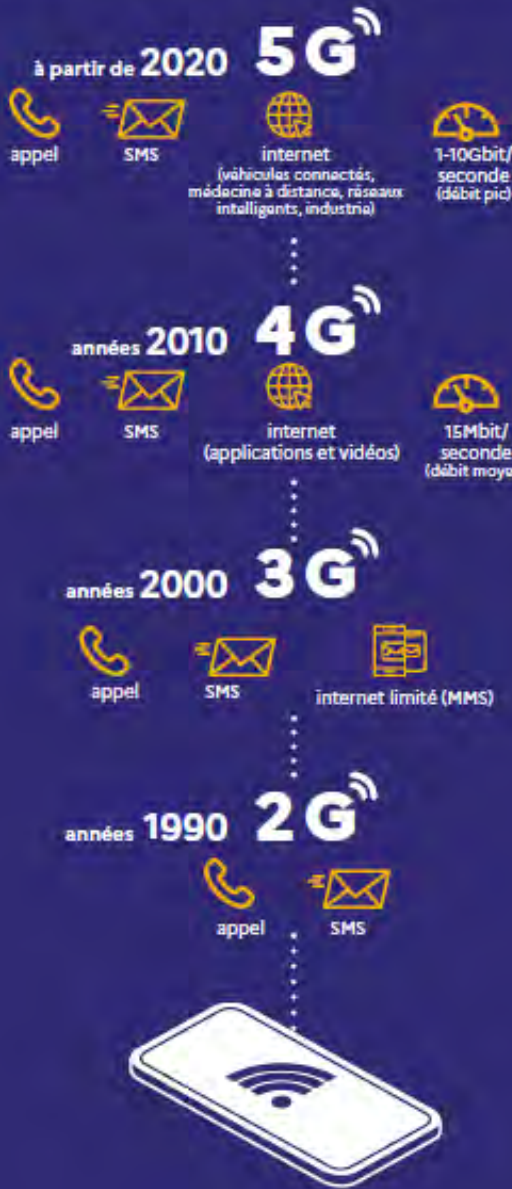 à partir de 2020 5G
appel
SMS
internet
(véhicules connectés,
médecine à distance, réseaux
intelligents, industrie)
1-10Gbit/
seconde
(débit pic)
années 2010 4G
appel
SMS
internet
(applications et vidéos)
15Mbit/
seconde
(débit moye
années 2000 3G
appel
SMS
internet limité (MMS)
années 1990 2G
appel
SMS